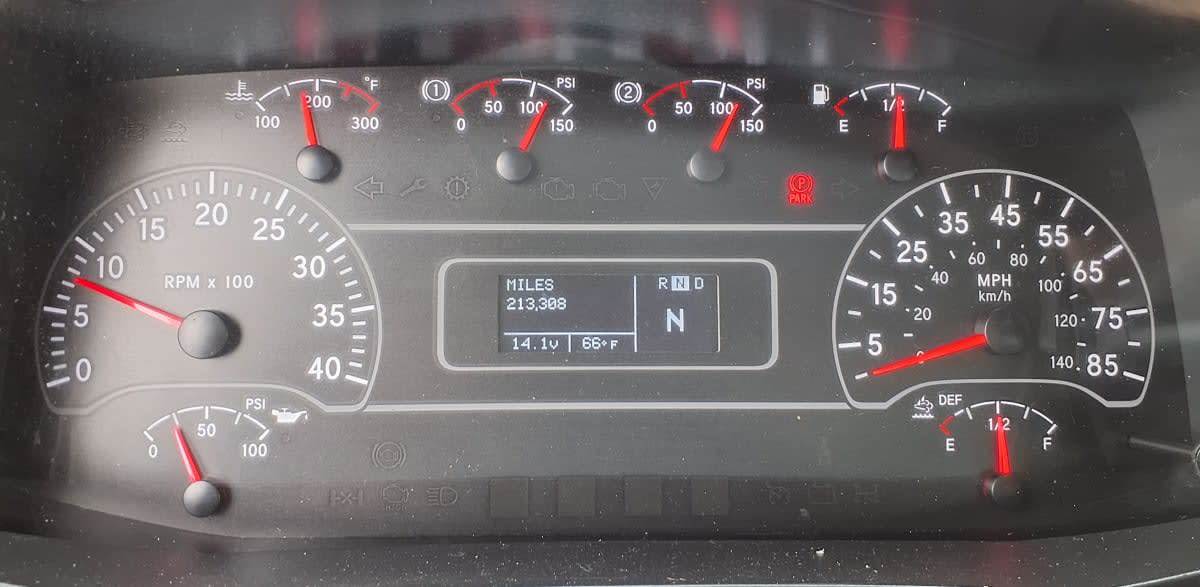 °F
200
100 300
(1) PSI
50 100
0 150
(2) PSI
50 100
0 150
1/2
E F
P
PARK
20
15 25
10 30
RPM x 100
5 35
0 40
MILES
213,308
R N D
N
14.1V 66°F
45
35 55
25 65
60 80
40 100
MPH
km/h
15 75
20 120
5 85
0 140
PSI
50
0 100
DEF
1/2
E F